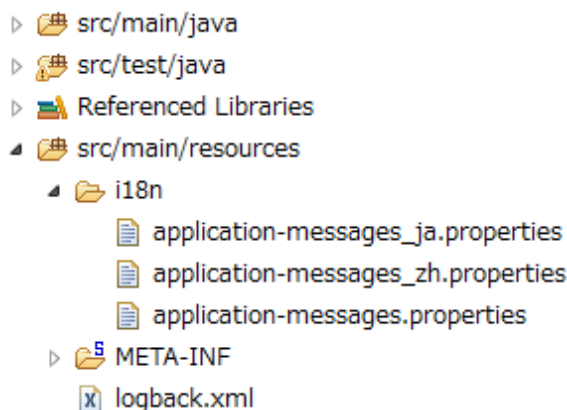 src/main/java
src/test/java
Referenced Libraries
src/main/resources
i18n
application-messages_ja.properties
application-messages_zh.properties
application-messages.properties
META-INF
logback.xml